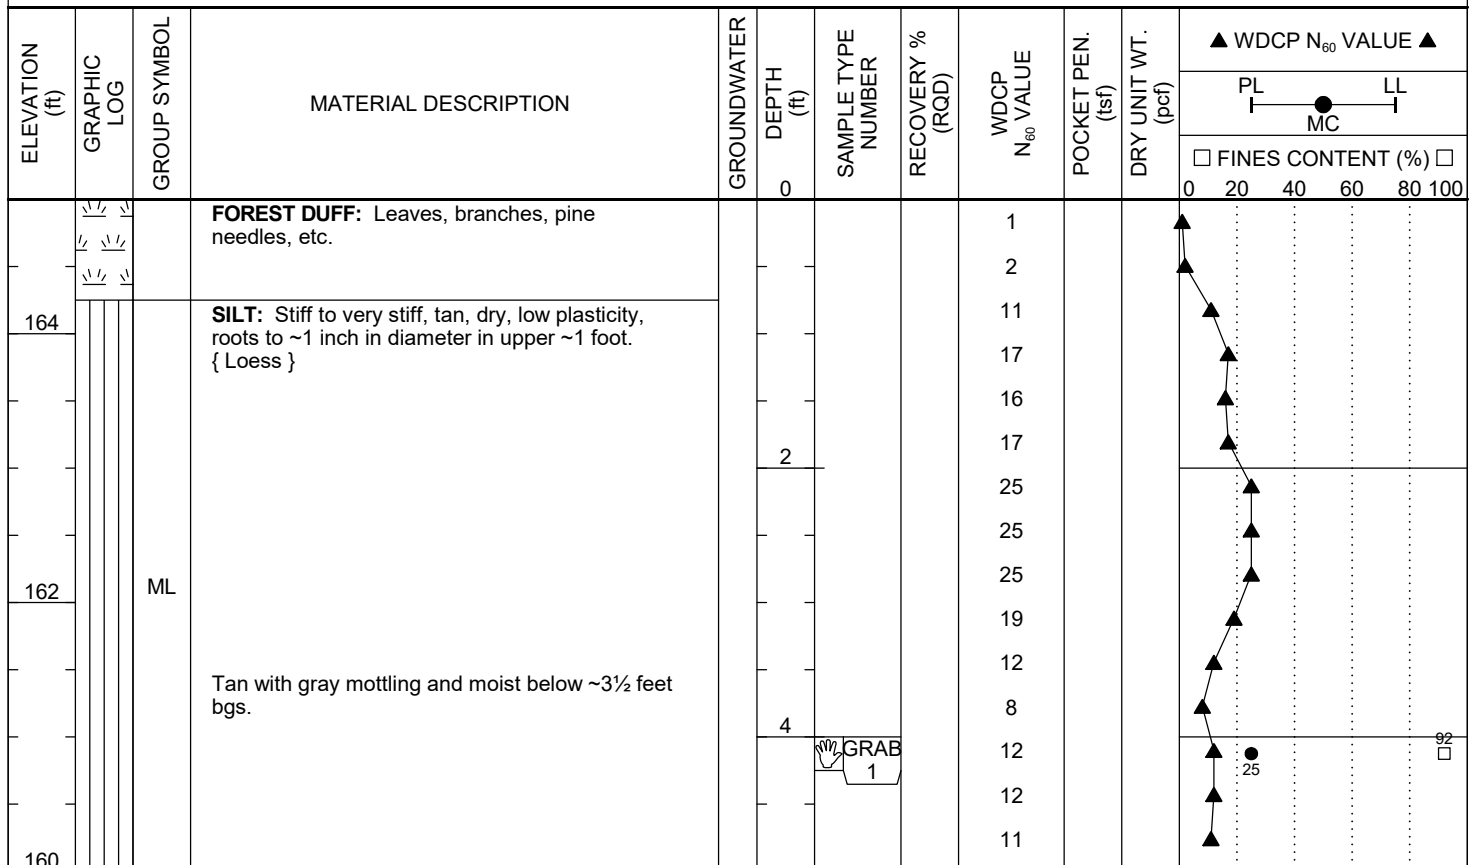 ELEVATION (ft)
GRAPHIC LOG
GROUP SYMBOL
MATERIAL DESCRIPTION
GROUNDWATER
DEPTH (ft)
0
SAMPLE TYPE NUMBER
RECOVERY % (RQD)
WDCP N₆₀ VALUE
POCKET PEN. (tsf)
DRY UNIT WT. (pcf)
▲ WDCP N₆₀ VALUE ▲
PL LL
MC
□ FINES CONTENT (%) □
0 20 40 60 80 100
FOREST DUFF: Leaves, branches, pine
needles, etc.
1
2
SILT: Stiff to very stiff, tan, dry, low plasticity,
11
164
roots to ~1 inch in diameter in upper ~1 foot.
{ Loess }
17
16
17
2
25
25
25
162
ML
19
12
Tan with gray mottling and moist below ~3½ feet
bgs.
8
4
GRAB
1
12
92
25
12
11
160